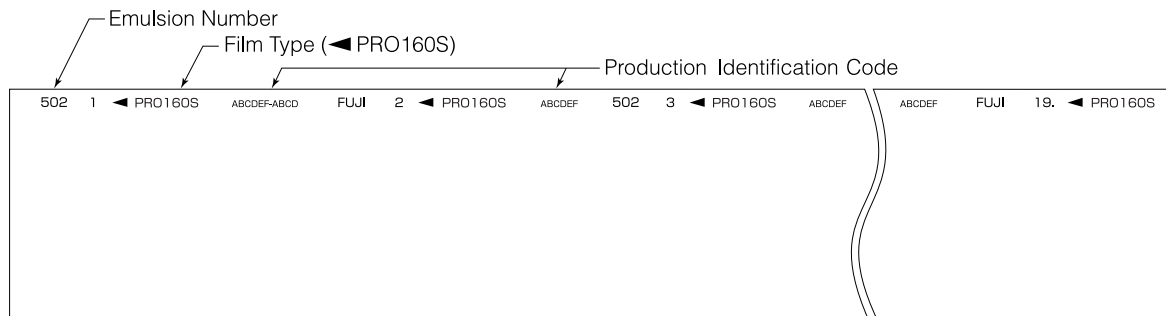 Emulsion Number
Film Type (◀ PRO160S)
Production Identification Code
502 1 ◀ PRO160S ABCDEF-ABCD FUJI 2 ◀ PRO160S ABCDEF 502 3 ◀ PRO160S ABCDEF ABCDEF FUJI 19. ◀ PRO160S